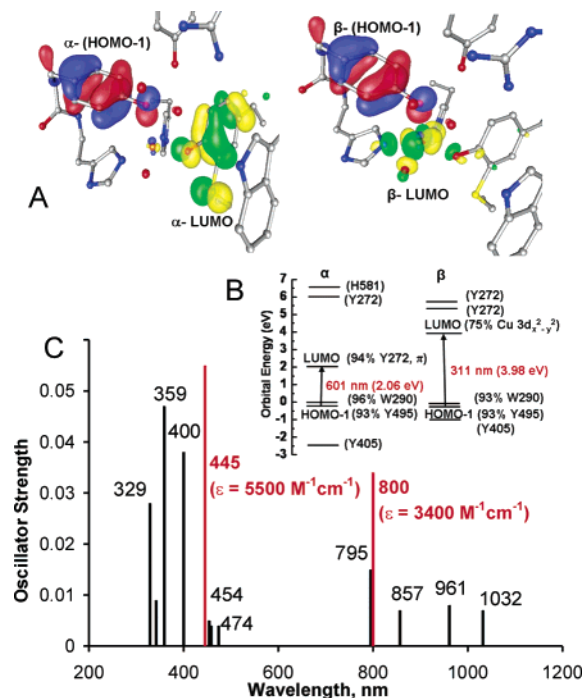 A
α- (HOMO-1)
α- LUMO
β- (HOMO-1)
β- LUMO
B
α
β
Orbital Energy (eV)
7
6
5
4
3
2
1
0
-1
-2
-3
(H581)
(Y272)
LUMO (94% Y272, π)
601 nm (2.06 eV)
(96% W290)
HOMO-1 (93% Y495)
(Y405)
(Y272)
(Y272)
LUMO (75% Cu 3dx²-y²)
311 nm (3.98 eV)
(93% W290)
HOMO-1 (93% Y495)
(Y405)
C
Oscillator Strength
0.05
0.04
0.03
0.02
0.01
0
329
359
400
445
(ε = 5500 M⁻¹cm⁻¹)
454
474
795
800
(ε = 3400 M⁻¹cm⁻¹)
857
961
1032
200 400 600 800 1000 1200
Wavelength, nm